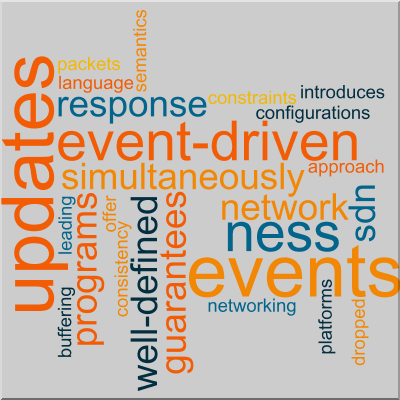 semantics
packets
language
introduces
response
constraints
configurations
updates
event-driven
approach
simultaneously
leading
programs
offer
consistency
well-defined
guarantees
network
sdn
ness
events
networking
buffering
platforms
dropped